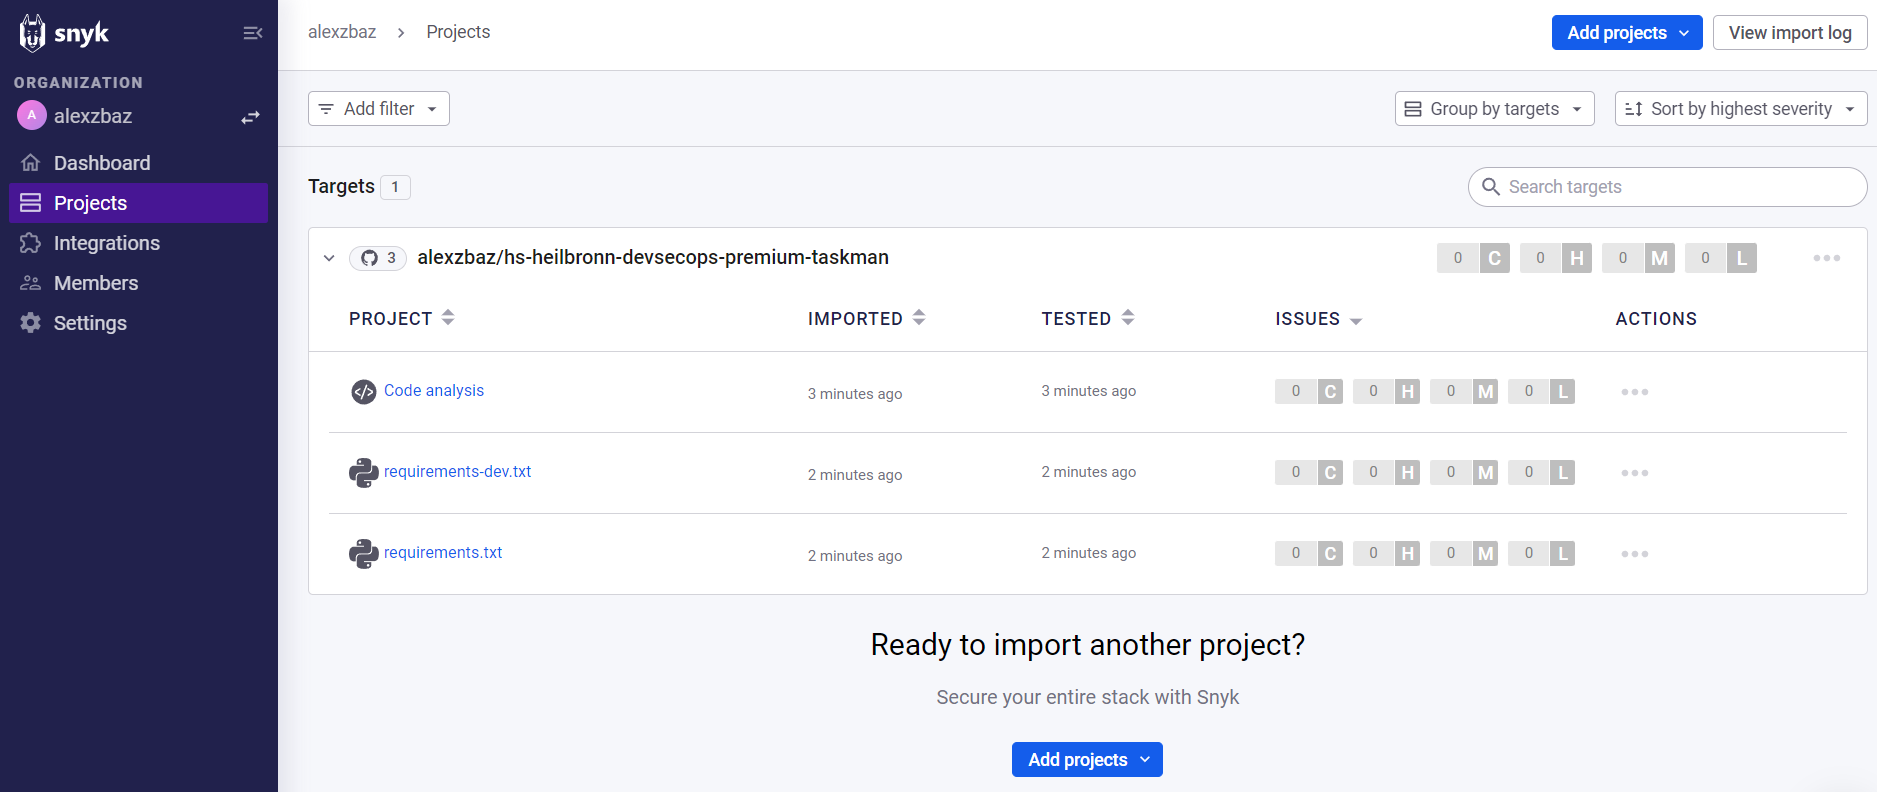 snyk
alexzbaz > Projects
Add projects
View import log
ORGANIZATION
A alexzbaz
Dashboard
Projects
Integrations
Members
Settings
Add filter
Group by targets
Sort by highest severity
Targets 1
Search targets
3 alexzbaz/hs-heilbronn-devsecops-premium-taskman 0 C 0 H 0 M 0 L
PROJECT IMPORTED TESTED ISSUES ACTIONS
Code analysis 3 minutes ago 3 minutes ago 0 C 0 H 0 M 0 L
requirements-dev.txt 2 minutes ago 2 minutes ago 0 C 0 H 0 M 0 L
requirements.txt 2 minutes ago 2 minutes ago 0 C 0 H 0 M 0 L
Ready to import another project?
Secure your entire stack with Snyk
Add projects